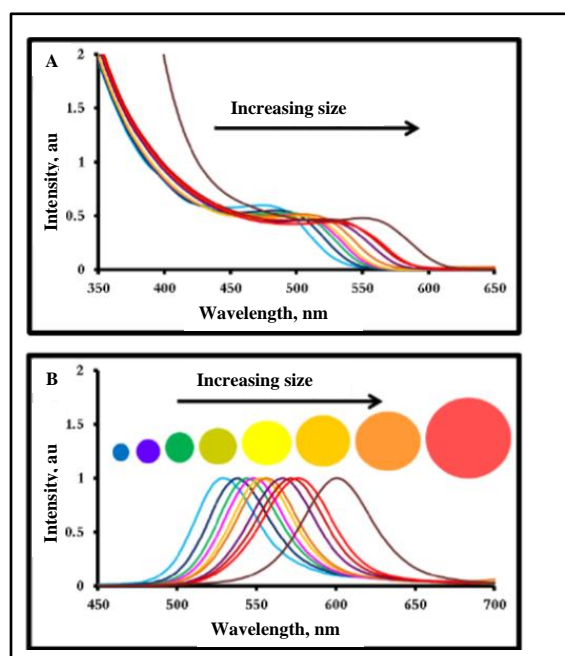 A
2
1.5
1
0.5
0
Intensity, au
Increasing size
350 400 450 500 550 600 650
Wavelength, nm
B
2
1.5
1
0.5
0
Intensity, au
Increasing size
450 500 550 600 650 700
Wavelength, nm